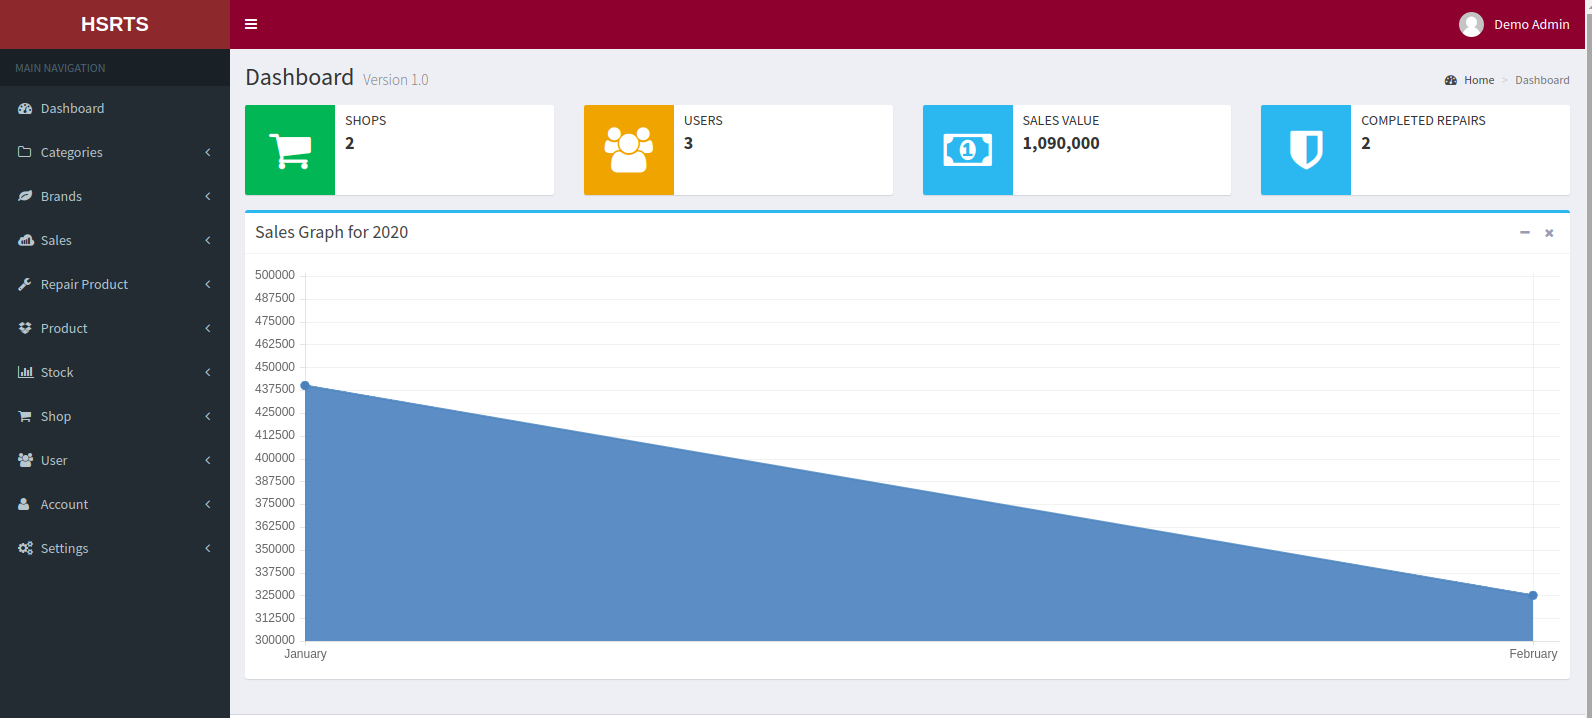 HSRTS
Demo Admin
MAIN NAVIGATION
Dashboard
Categories
Brands
Sales
Repair Product
Product
Stock
Shop
User
Account
Settings
Dashboard Version 1.0
Home > Dashboard
SHOPS
2
USERS
3
SALES VALUE
1,090,000
COMPLETED REPAIRS
2
Sales Graph for 2020
500000
487500
475000
462500
450000
437500
425000
412500
400000
387500
375000
362500
350000
337500
325000
312500
300000
January February